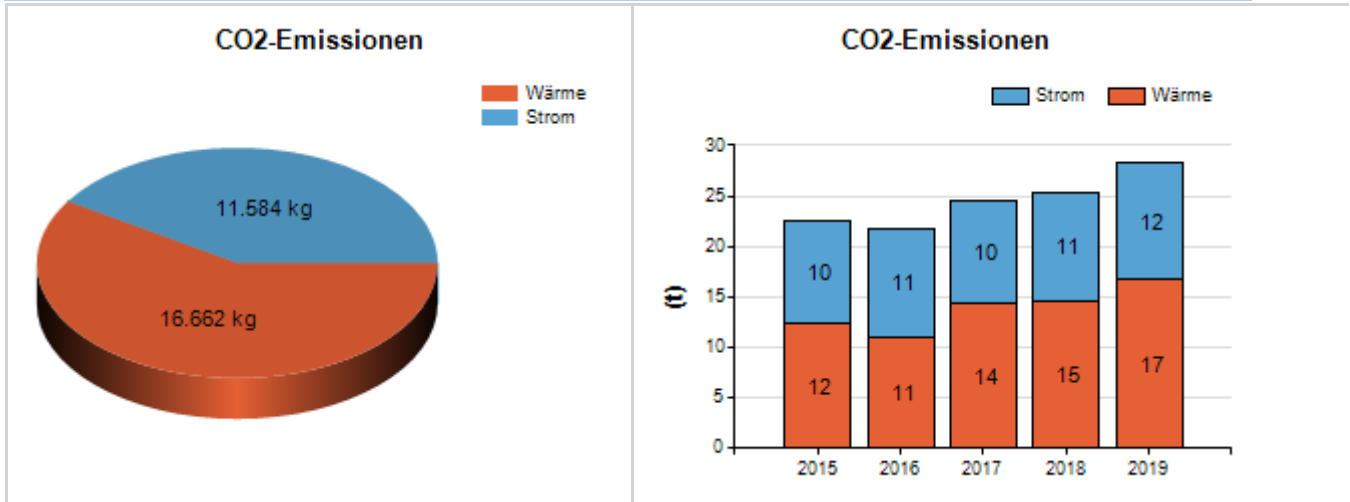 CO2-Emissionen
Wärme
Strom
11.584 kg
16.662 kg
CO2-Emissionen
Strom Wärme
(t)
30
25
20
15
10
5
0
10 11 10 11 12
12 11 14 15 17
2015 2016 2017 2018 2019